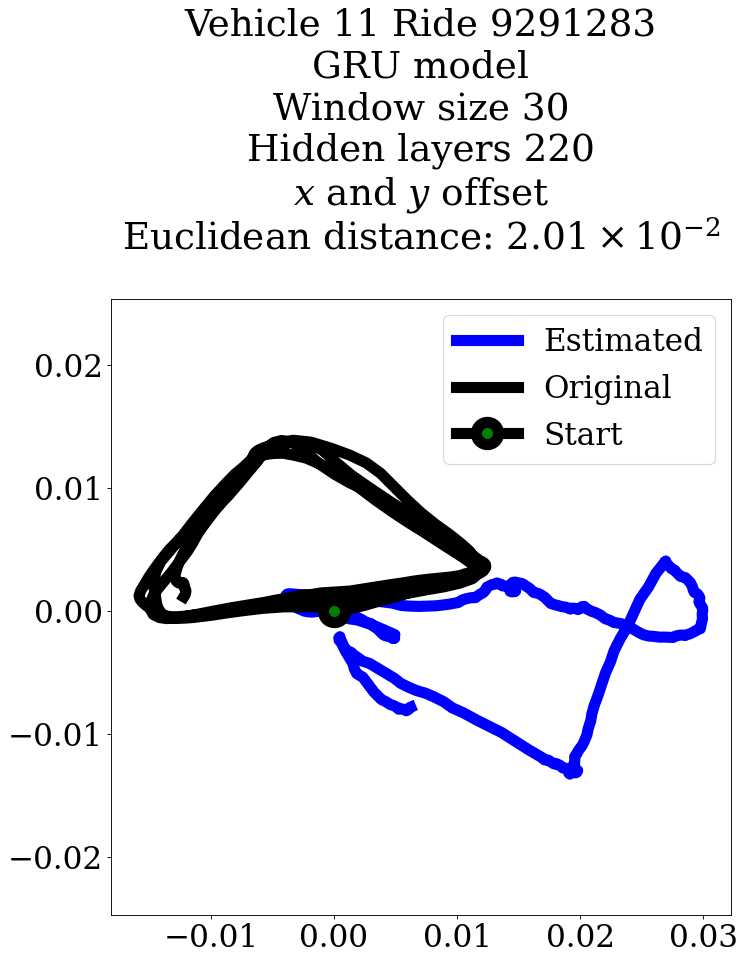 Vehicle 11 Ride 9291283
GRU model
Window size 30
Hidden layers 220
x and y offset
Euclidean distance: 2.01 × 10⁻²
Estimated
Original
Start
0.02
0.01
0.00
−0.01
−0.02
−0.01 0.00 0.01 0.02 0.03